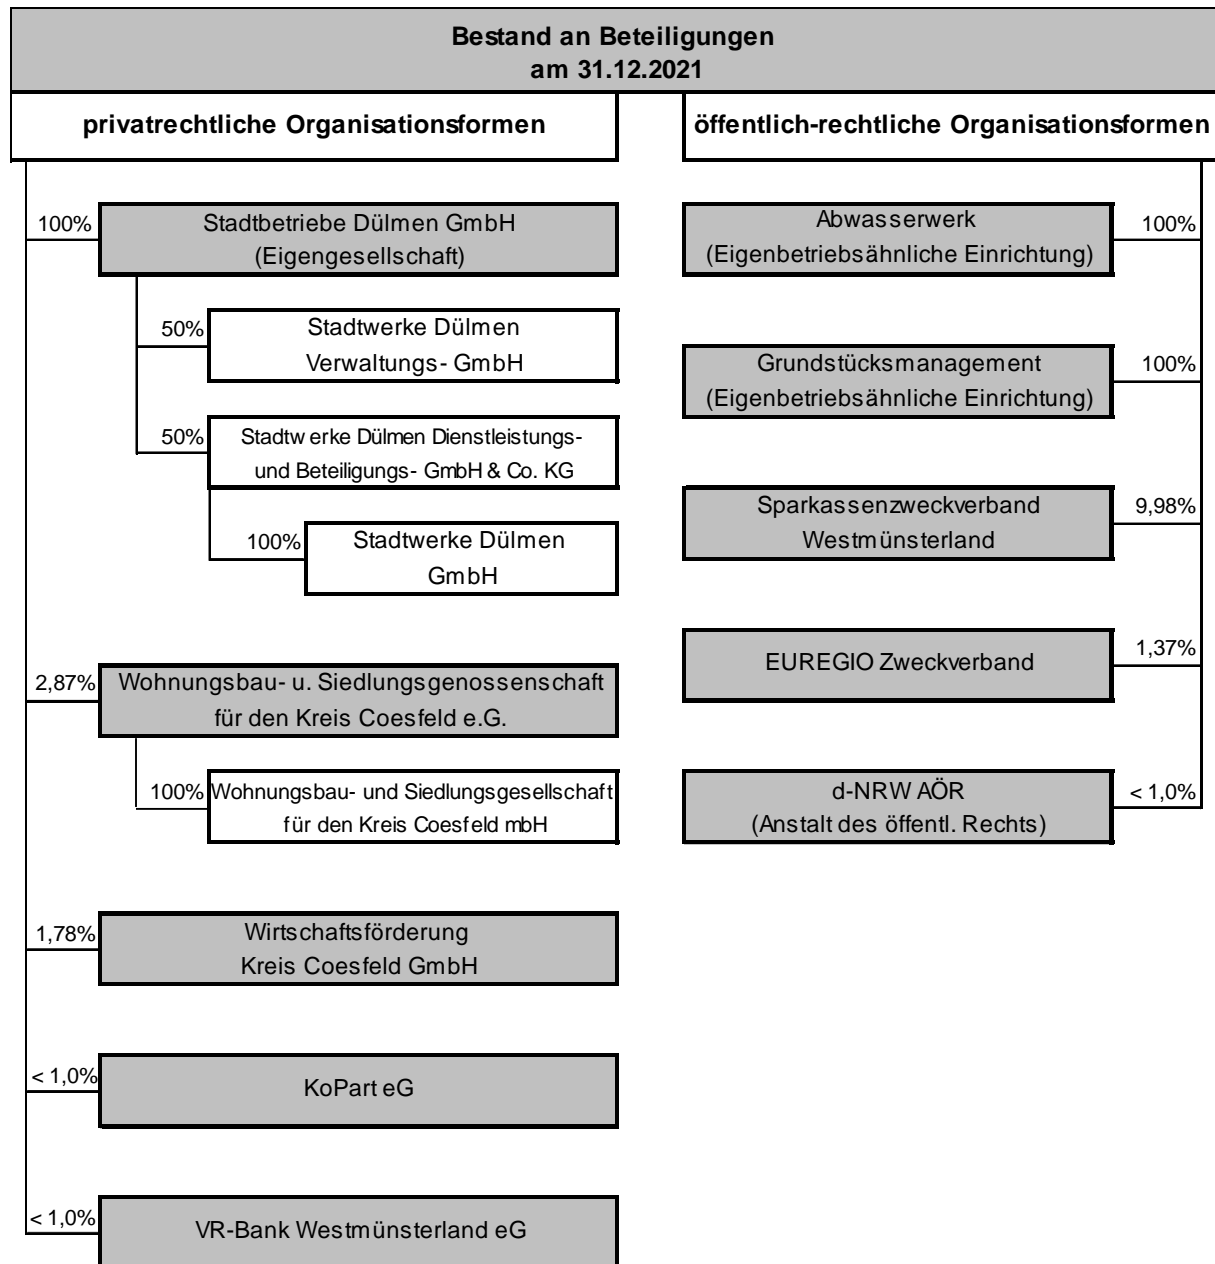 Bestand an Beteiligungen
am 31.12.2021
privatrechtliche Organisationsformen
100%
Stadtbetriebe Dülmen GmbH
(Eigengesellschaft)
50%
Stadtwerke Dülmen
Verwaltungs- GmbH
50%
Stadtwerke Dülmen Dienstleistungs-
und Beteiligungs- GmbH & Co. KG
100%
Stadtwerke Dülmen
GmbH
2,87%
Wohnungsbau- u. Siedlungsgenossenschaft
für den Kreis Coesfeld e.G.
100%
Wohnungsbau- und Siedlungsgesellschaft
für den Kreis Coesfeld mbH
1,78%
Wirtschaftsförderung
Kreis Coesfeld GmbH
< 1,0%
KoPart eG
< 1,0%
VR-Bank Westmünsterland eG
öffentlich-rechtliche Organisationsformen
Abwasserwerk
(Eigenbetriebsähnliche Einrichtung)
100%
Grundstücksmanagement
(Eigenbetriebsähnliche Einrichtung)
100%
Sparkassenzweckverband
Westmünsterland
9,98%
EUREGIO Zweckverband
1,37%
d-NRW AÖR
(Anstalt des öffentl. Rechts)
< 1,0%